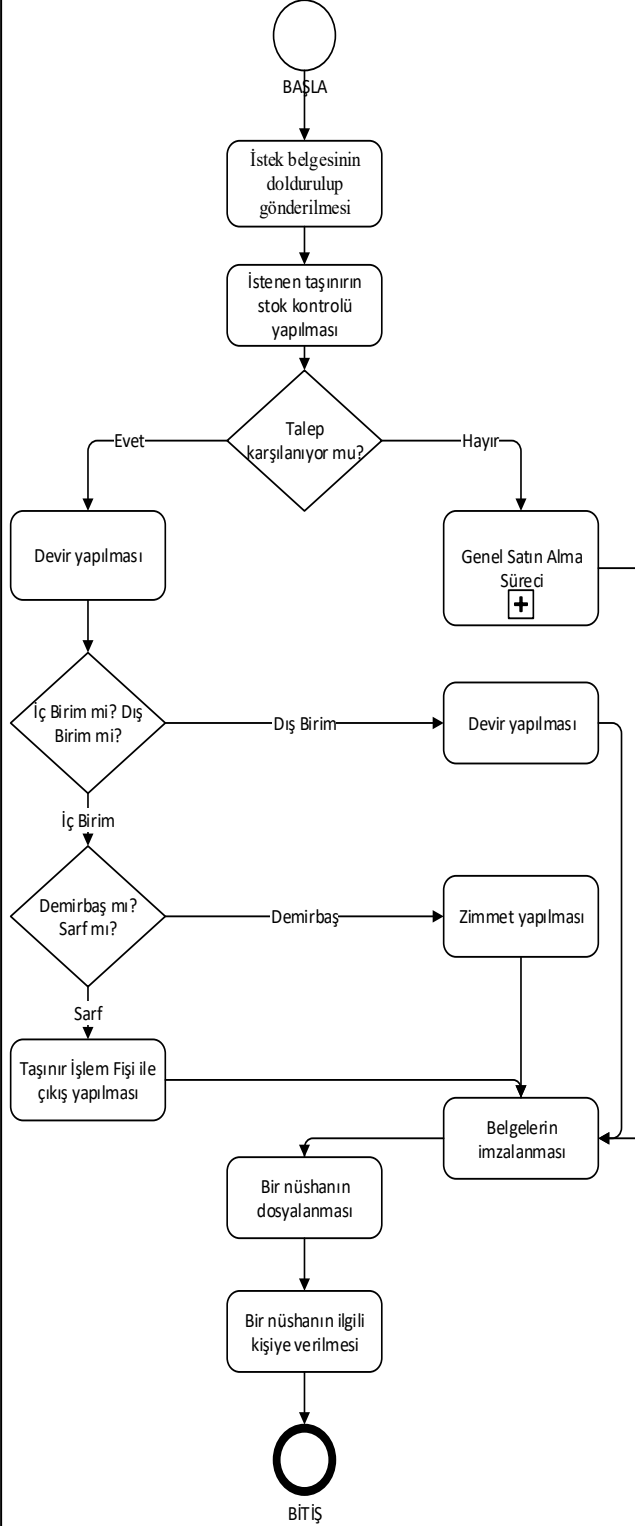 BAŞLA
İstek belgesinin
doldurulup
gönderilmesi
İstenen taşınırın
stok kontrolü
yapılması
Talep
karşılanıyor mu?
Evet
Hayır
Devir yapılması
Genel Satın Alma
Süreci
İç Birim mi? Dış
Birim mi?
Dış Birim
Devir yapılması
İç Birim
Demirbaş mı?
Sarf mı?
Demirbaş
Zimmet yapılması
Sarf
Taşınır İşlem Fişi ile
çıkış yapılması
Belgelerin
imzalanması
Bir nüshanın
dosyalanması
Bir nüshanın ilgili
kişiye verilmesi
BİTİŞ